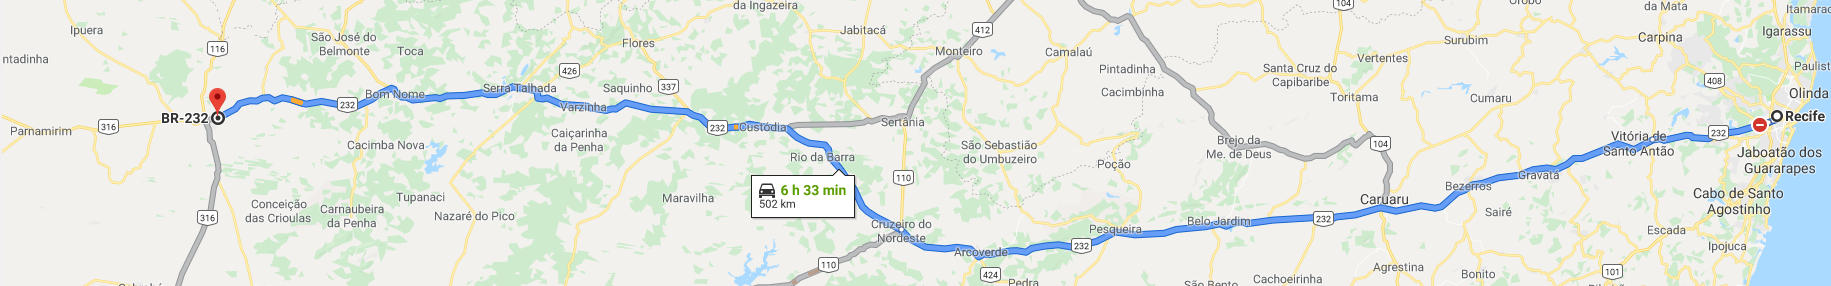 da Ingazeira
104
Orobó
da Mata
Itamarac
Ipuera
São José do
Belmonte
Toca
Flores
Jabitacá
412
Monteiro
Camalaú
Surubim
Carpina
Igarassu
116
ntadinha
426
Saquinho
337
Pintadinha
Santa Cruz do
Capibaribe
Vertentes
408
Paulist
Serra Talhada
Bom Nome
232
Varzinha
Cacimbinha
Toritama
Cumaru
Olinda
BR-232
316
Parnamirim
232
Custódia
Sertânia
Recife
Caiçarinha
da Penha
Cacimba Nova
São Sebastião
do Umbuzeiro
Brejo da
Me. de Deus
104
Vitória de
Santo Antão
232
Rio da Barra
Poção
Jaboatão dos
Guararapes
6 h 33 min
502 km
110
Gravatá
Bezerros
Tupanaci
Maravilha
Caruaru
Cabo de Santo
Agostinho
Conceição
das Crioulas
Carnaubeira
da Penha
Nazaré do Pico
316
Sairé
Cruzeiro do
Nordeste
Pesqueira
Belo Jardim
232
Escada
Arcoverde
232
Ipojuca
110
424
Pedra
São Bento
Cachoeirinha
Agrestina
Bonito
101